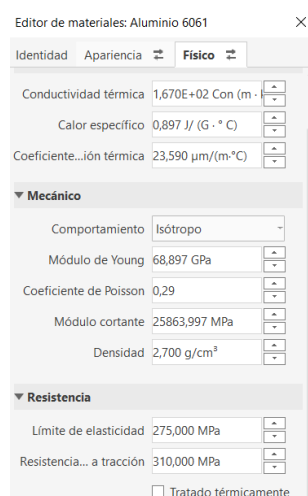 Editor de materiales: Aluminio 6061
Identidad Apariencia Físico
Conductividad térmica 1,670E+02 Con (m ·
Calor específico 0,897 J/ (G · ° C)
Coeficiente...ión térmica 23,590 µm/(m·°C)
Mecánico
Comportamiento Isótropo
Módulo de Young 68,897 GPa
Coeficiente de Poisson 0,29
Módulo cortante 25863,997 MPa
Densidad 2,700 g/cm³
Resistencia
Límite de elasticidad 275,000 MPa
Resistencia... a tracción 310,000 MPa
Tratado térmicamente